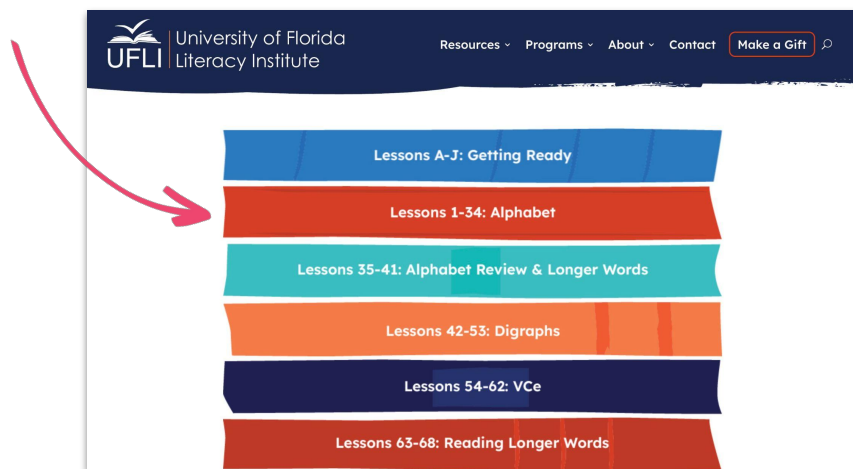 UFLI
University of Florida
Literacy Institute
Resources Programs About Contact Make a Gift
Lessons A-J: Getting Ready
Lessons 1-34: Alphabet
Lessons 35-41: Alphabet Review & Longer Words
Lessons 42-53: Digraphs
Lessons 54-62: VCe
Lessons 63-68: Reading Longer Words